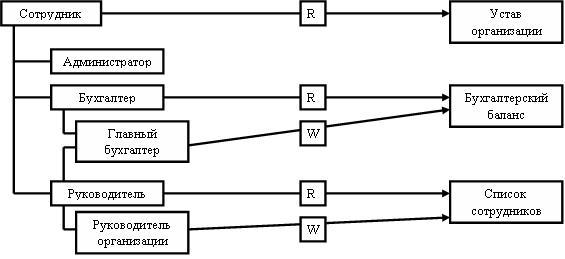 Сотрудник
R
Устав
организации
Администратор
Бухгалтер
R
Бухгалтерский
баланс
Главный
бухгалтер
W
Руководитель
R
Список
сотрудников
Руководитель
организации
W